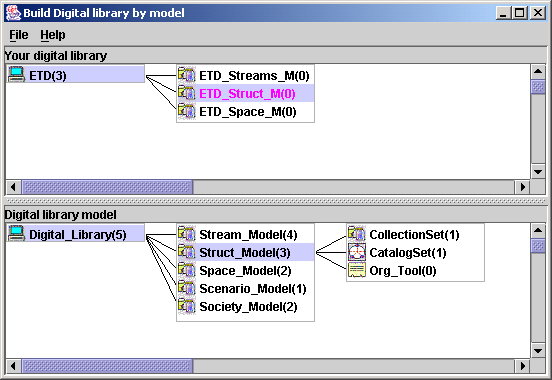 Build Digital library by model
File Help
Your digital library
ETD(3)
ETD_Streams_M(0)
ETD_Struct_M(0)
ETD_Space_M(0)
Digital library model
Digital_Library(5)
Stream_Model(4)
Struct_Model(3)
Space_Model(2)
Scenario_Model(1)
Society_Model(2)
CollectionSet(1)
CatalogSet(1)
Org_Tool(0)